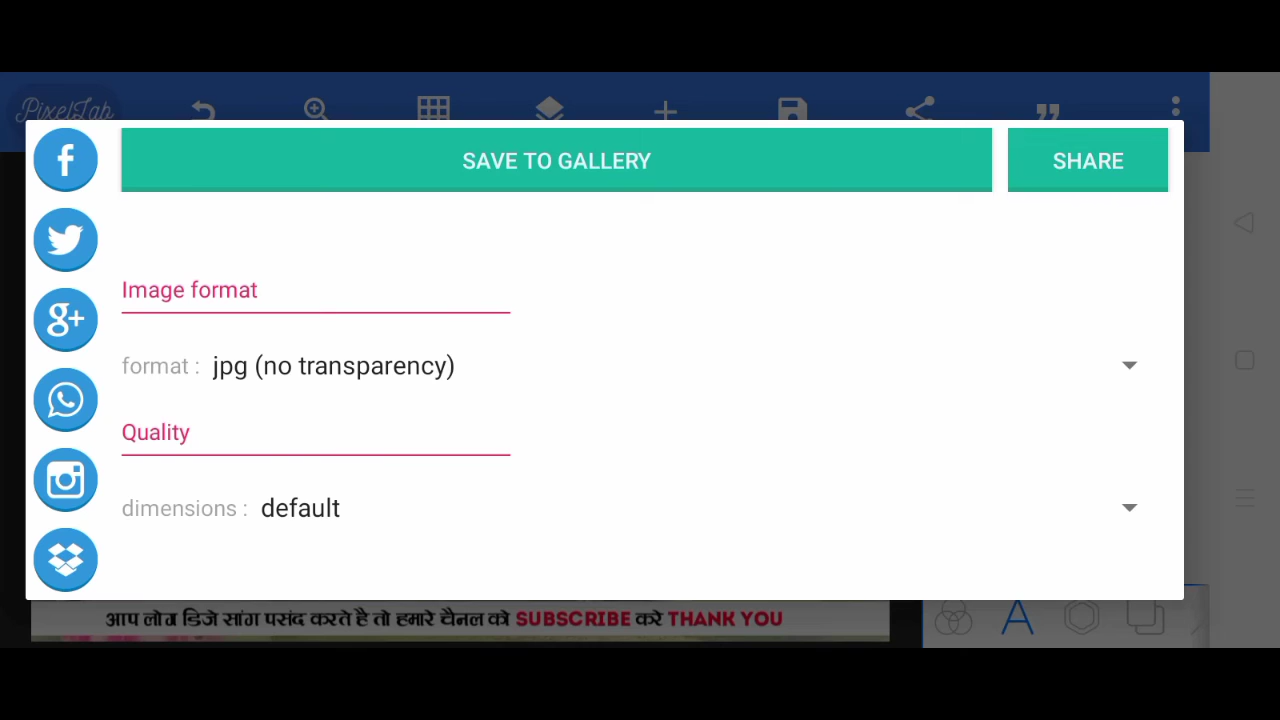 PixelLab
SAVE TO GALLERY
SHARE
Image format
format : jpg (no transparency)
Quality
dimensions : default
आप लोग डिजे सांग पसंद करते है तो हमारे चैनल को SUBSCRIBE करे THANK YOU